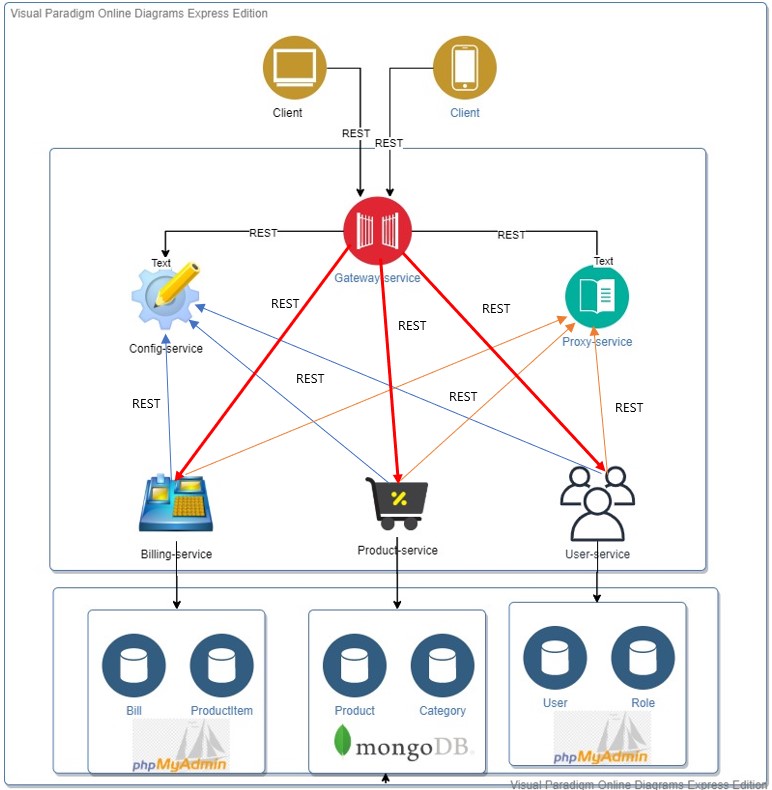 Visual Paradigm Online Diagrams Express Edition
Client
Client
REST
REST
REST
REST
Text
Text
Gateway-service
REST
REST
REST
Config-service
Proxy-service
REST
REST
REST
REST
Billing-service
Product-service
User-service
Bill
ProductItem
Product
Category
User
Role
phpMyAdmin
mongoDB
phpMyAdmin
Visual Paradigm Online Diagrams Express Edition